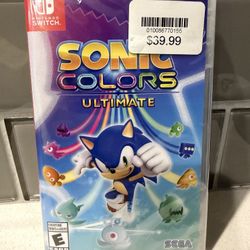 NINTENDO
SWITCH
010086770155
$39.99
SONIC
COLORS
ULTIMATE
E
SEGA